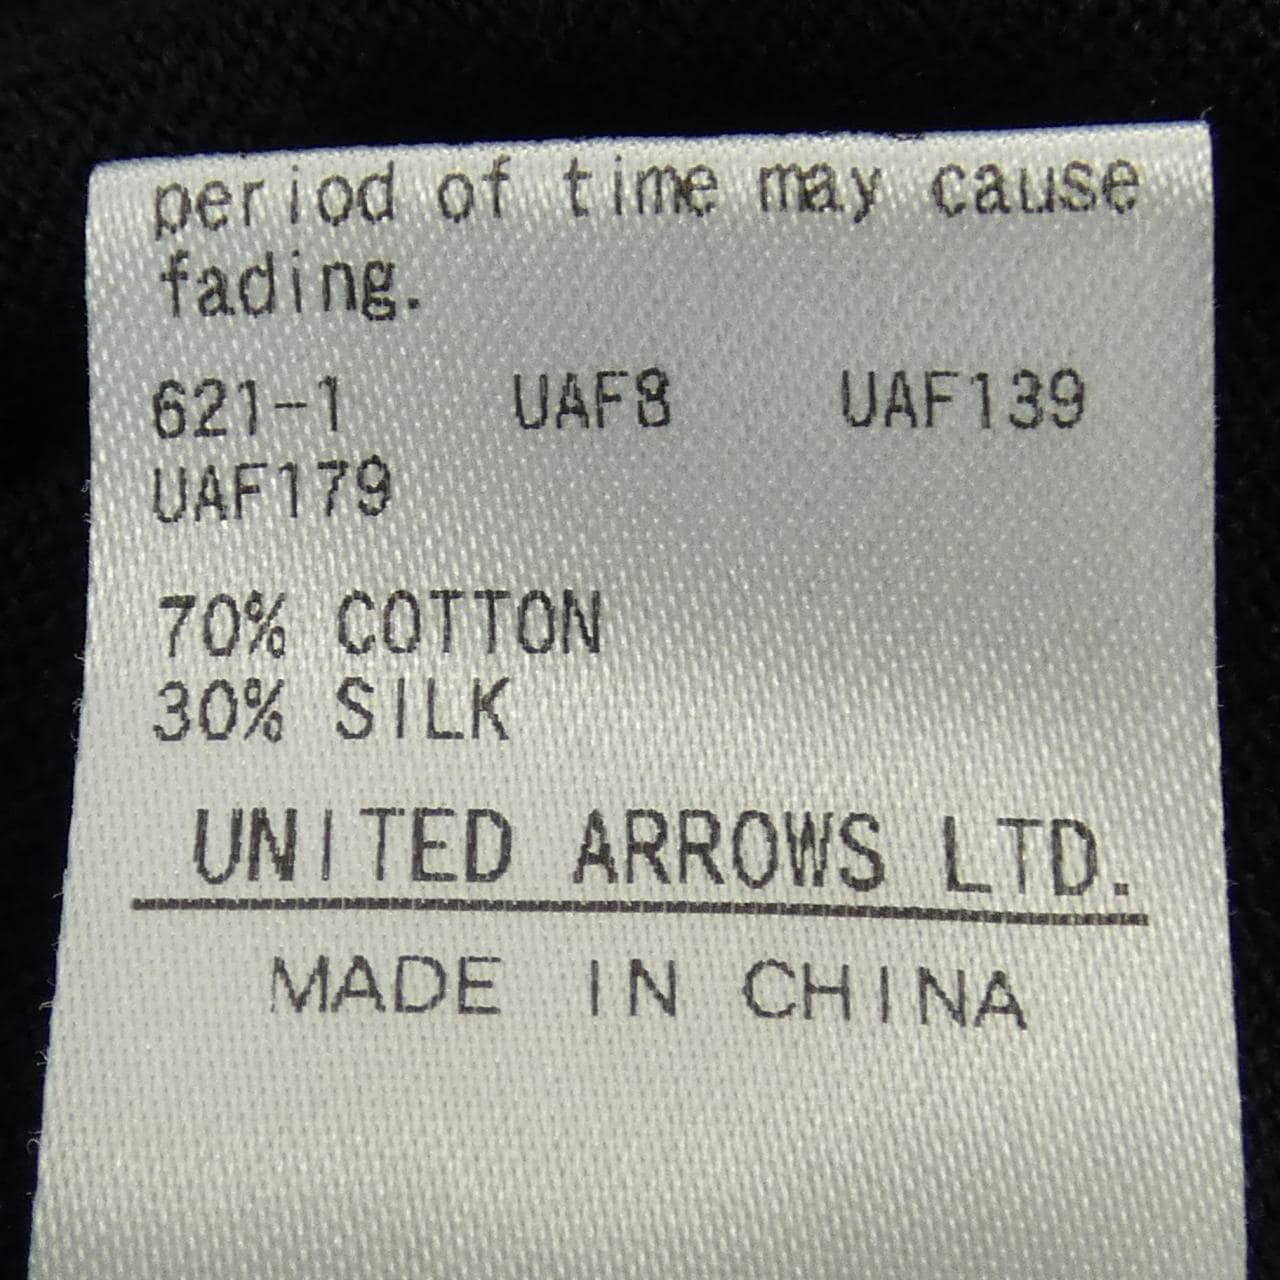 period of time may cause
fading.
621-1 UAF8 UAF139
UAF179
70% COTTON
30% SILK
UNITED ARROWS LTD.
MADE IN CHINA